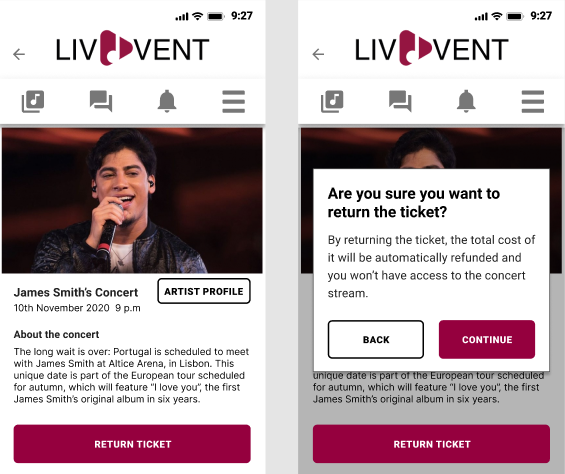 9:27
LIVEVENT
James Smith's Concert
ARTIST PROFILE
10th November 2020 9 p.m
About the concert
The long wait is over: Portugal is scheduled to meet
with James Smith at Altice Arena, in Lisbon. This
unique date is part of the European tour scheduled
for autumn, which will feature “I love you”, the first
James Smith's original album in six years.
RETURN TICKET
9:27
LIVEVENT
Are you sure you want to
return the ticket?
By returning the ticket, the total cost of
it will be automatically refunded and
you won't have access to the concert
stream.
BACK
CONTINUE
unique date is part of the European tour scheduled
for autumn, which will feature “I love you”, the first
James Smith's original album in six years.
RETURN TICKET